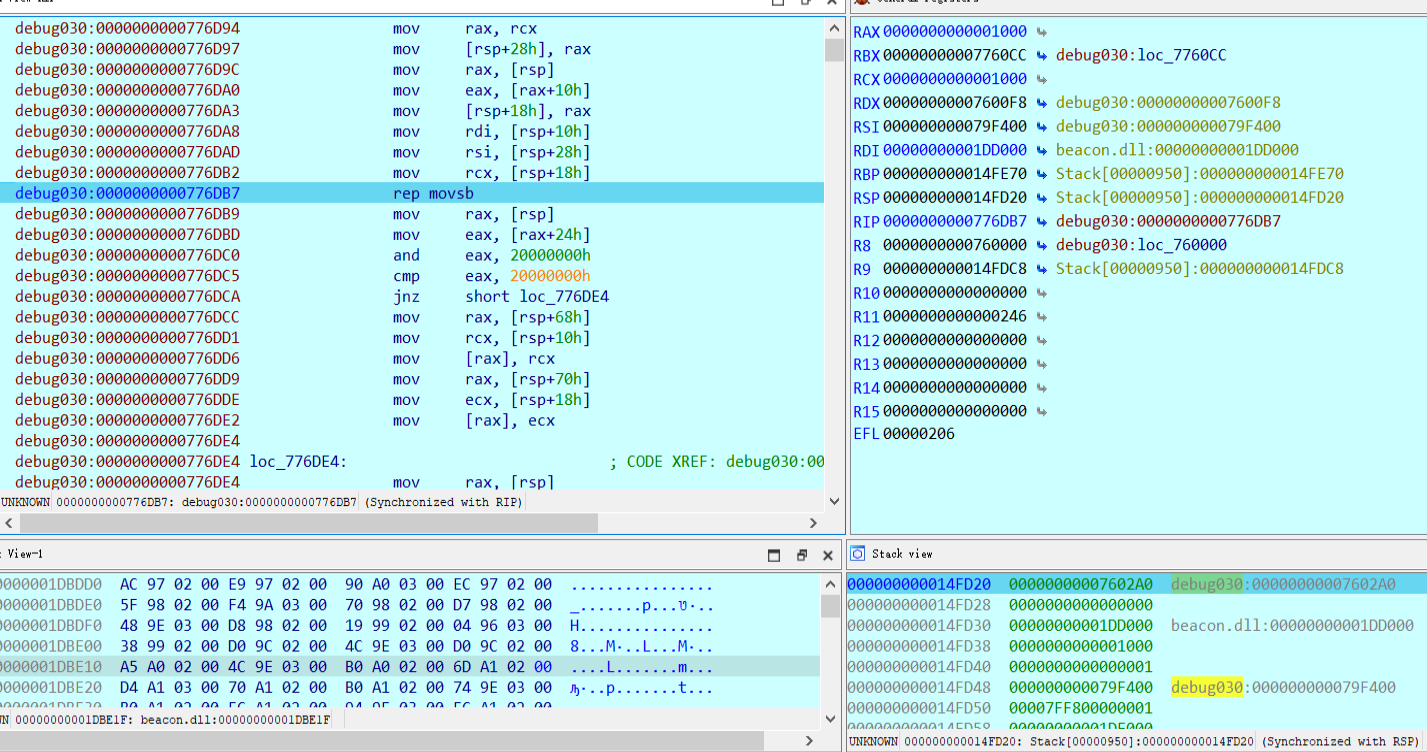 debug030:0000000000776D94 mov rax, rcx
debug030:0000000000776D97 mov [rsp+28h], rax
debug030:0000000000776D9C mov rax, [rsp]
debug030:0000000000776DA0 mov eax, [rax+10h]
debug030:0000000000776DA3 mov [rsp+18h], rax
debug030:0000000000776DA8 mov rdi, [rsp+10h]
debug030:0000000000776DAD mov rsi, [rsp+28h]
debug030:0000000000776DB2 mov rcx, [rsp+18h]
debug030:0000000000776DB7 rep movsb
debug030:0000000000776DB9 mov rax, [rsp]
debug030:0000000000776DBD mov eax, [rax+24h]
debug030:0000000000776DC0 and eax, 20000000h
debug030:0000000000776DC5 cmp eax, 20000000h
debug030:0000000000776DCA jnz short loc_776DE4
debug030:0000000000776DCC mov rax, [rsp+68h]
debug030:0000000000776DD1 mov rcx, [rsp+10h]
debug030:0000000000776DD6 mov [rax], rcx
debug030:0000000000776DD9 mov rax, [rsp+70h]
debug030:0000000000776DDE mov ecx, [rsp+18h]
debug030:0000000000776DE2 mov [rax], ecx
debug030:0000000000776DE4
debug030:0000000000776DE4 loc_776DE4: ; CODE XREF: debug030:00
debug030:0000000000776DE4 mov rax, [rsp]
UNKNOWN 0000000000776DB7: debug030:0000000000776DB7 (Synchronized with RIP)
RAX 0000000000001000
RBX 00000000007760CC debug030:loc_7760CC
RCX 0000000000001000
RDX 00000000007600F8 debug030:00000000007600F8
RSI 000000000079F400 debug030:000000000079F400
RDI 00000000001DD000 beacon.dll:00000000001DD000
RBP 000000000014FE70 Stack[00000950]:000000000014FE70
RSP 000000000014FD20 Stack[00000950]:000000000014FD20
RIP 0000000000776DB7 debug030:0000000000776DB7
R8 0000000000760000 debug030:loc_760000
R9 000000000014FDC8 Stack[00000950]:000000000014FDC8
R10 0000000000000000
R11 0000000000000246
R12 0000000000000000
R13 0000000000000000
R14 0000000000000000
R15 0000000000000000
EFL 00000206
View-1
0000001DBDD0 AC 97 02 00 E9 97 02 00 90 A0 03 00 EC 97 02 00 ................
0000001DBDE0 5F 98 02 00 F4 9A 03 00 70 98 02 00 D7 98 02 00
0000001DBDF0 48 9E 03 00 D8 98 02 00 19 99 02 00 04 96 03 00 H...............
0000001DBE00 38 99 02 00 D0 9C 02 00 4C 9E 03 00 D0 9C 02 00
0000001DBE10 A5 A0 02 00 4C 9E 03 00 B0 A0 02 00 6D A1 02 00 ....L.......m...
0000001DBE20 D4 A1 03 00 70 A1 02 00 B0 A1 02 00 74 9E 03 00
00000000001DBE1F: beacon.dll:00000000001DBE1F
Stack view
000000000014FD20 00000000007602A0 debug030:00000000007602A0
000000000014FD28 0000000000000000
000000000014FD30 00000000001DD000 beacon.dll:00000000001DD000
000000000014FD38 0000000000001000
000000000014FD40 0000000000000001
000000000014FD48 000000000079F400 debug030:000000000079F400
000000000014FD50 00007FF800000001
UNKNOWN 000000000014FD20: Stack[00000950]:000000000014FD20 (Synchronized with RSP)